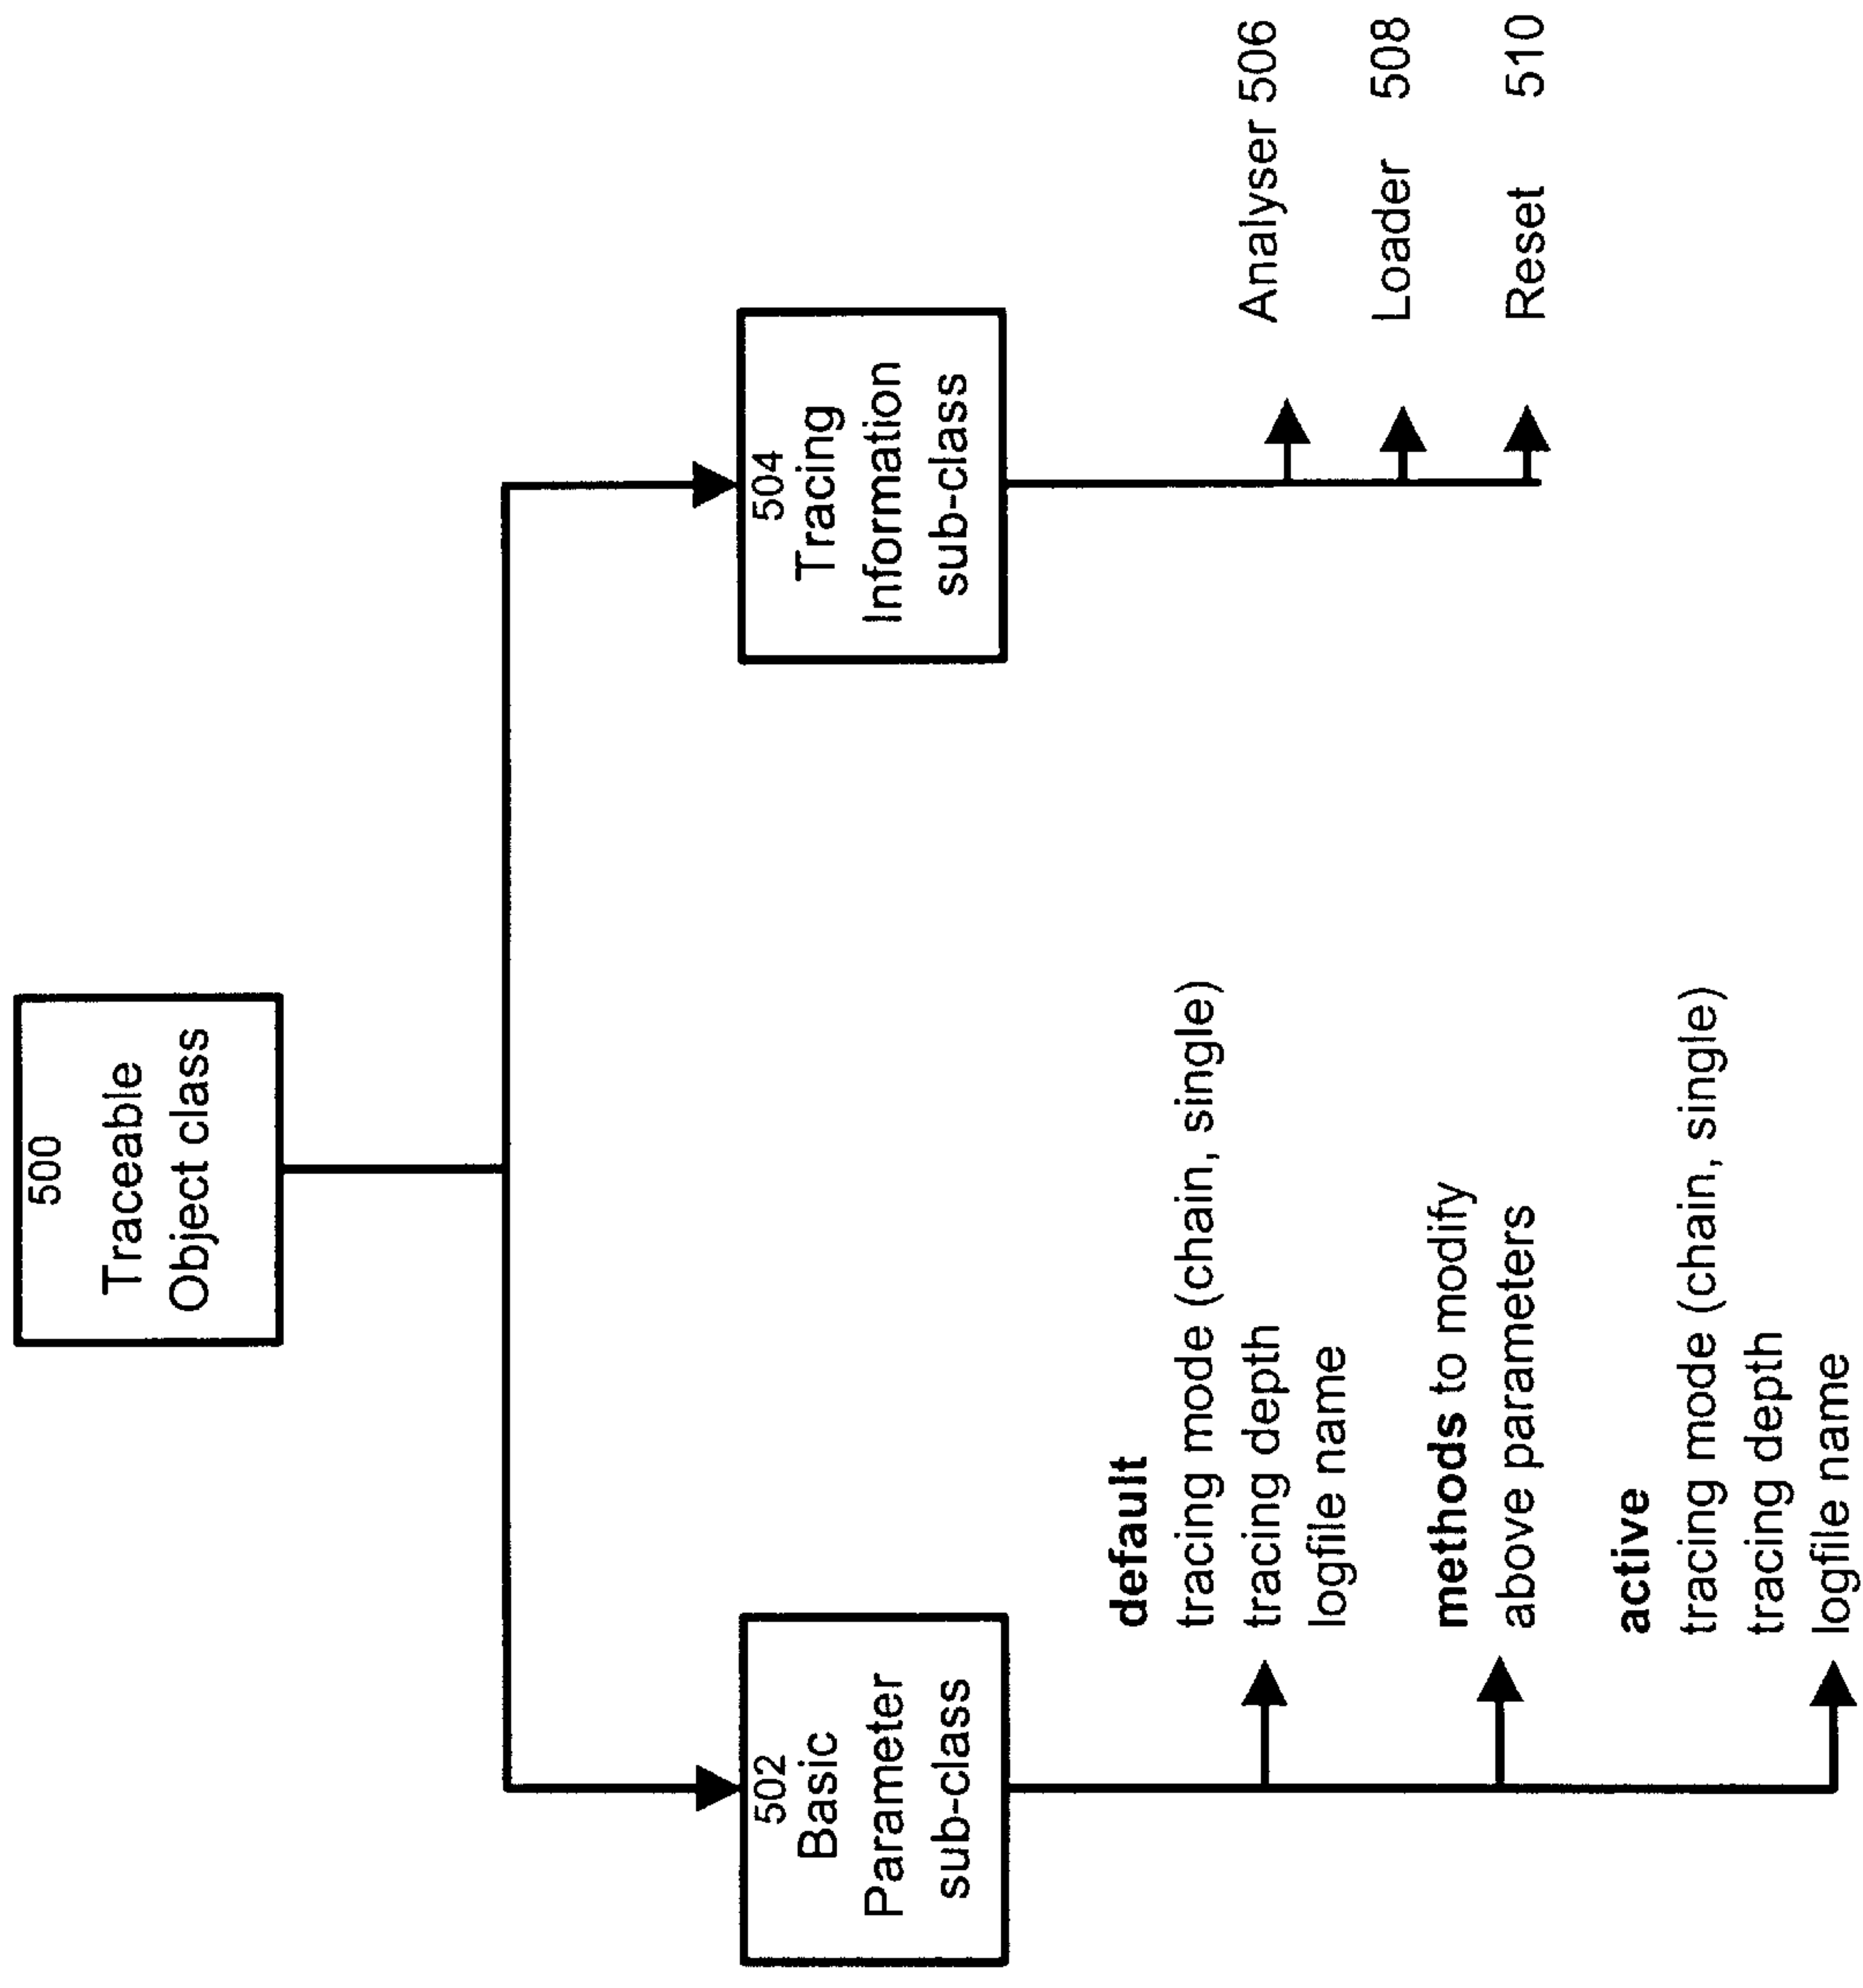 500
Traceable
Object class
502
Basic
Parameter
sub-class
504
Tracing
Information
sub-class
default
tracing mode (chain, single)
tracing depth
logfile name
methods to modify
above parameters
active
tracing mode (chain, single)
tracing depth
logfile name
Analyser 506
Loader 508
Reset 510